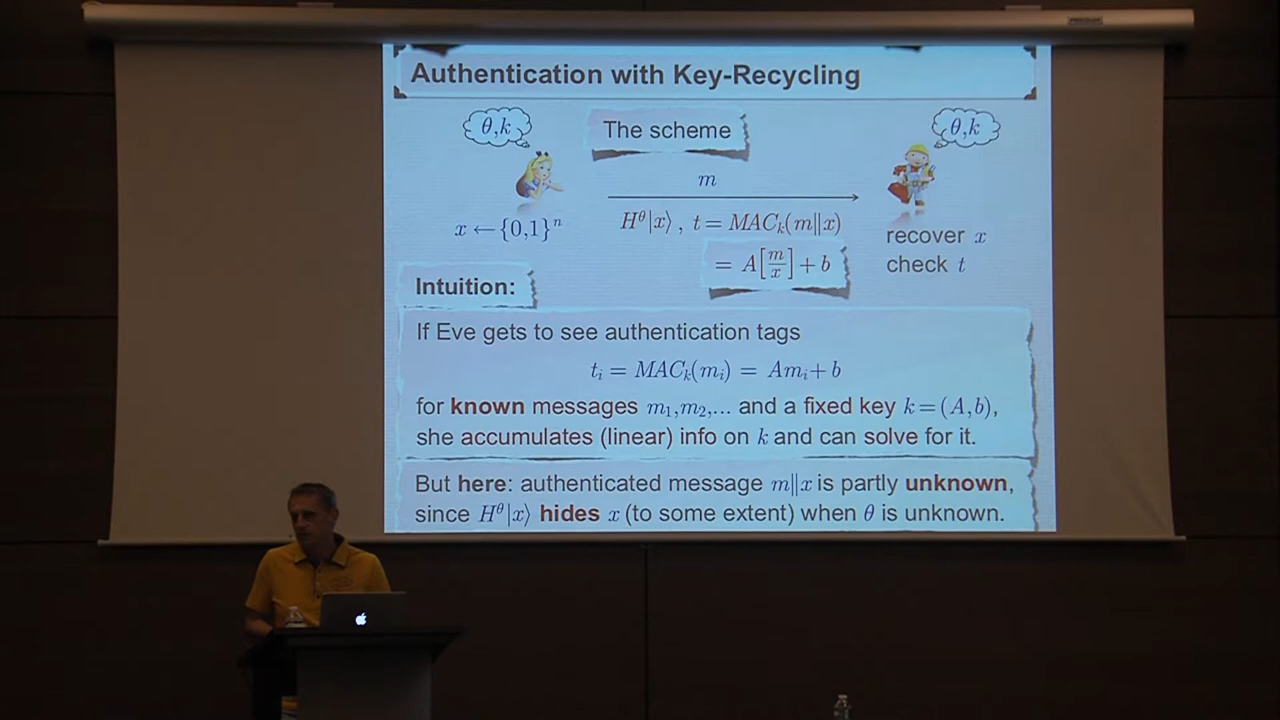 Authentication with Key-Recycling
θ,k
The scheme
θ,k
m
x ← {0,1}ⁿ
H^θ|x⟩ , t = MAC_k(m‖x)
= A[m/x] + b
recover x
check t
Intuition:
If Eve gets to see authentication tags
t_i = MAC_k(m_i) = Am_i + b
for known messages m_1,m_2,... and a fixed key k=(A,b),
she accumulates (linear) info on k and can solve for it.
But here: authenticated message m‖x is partly unknown,
since H^θ|x⟩ hides x (to some extent) when θ is unknown.